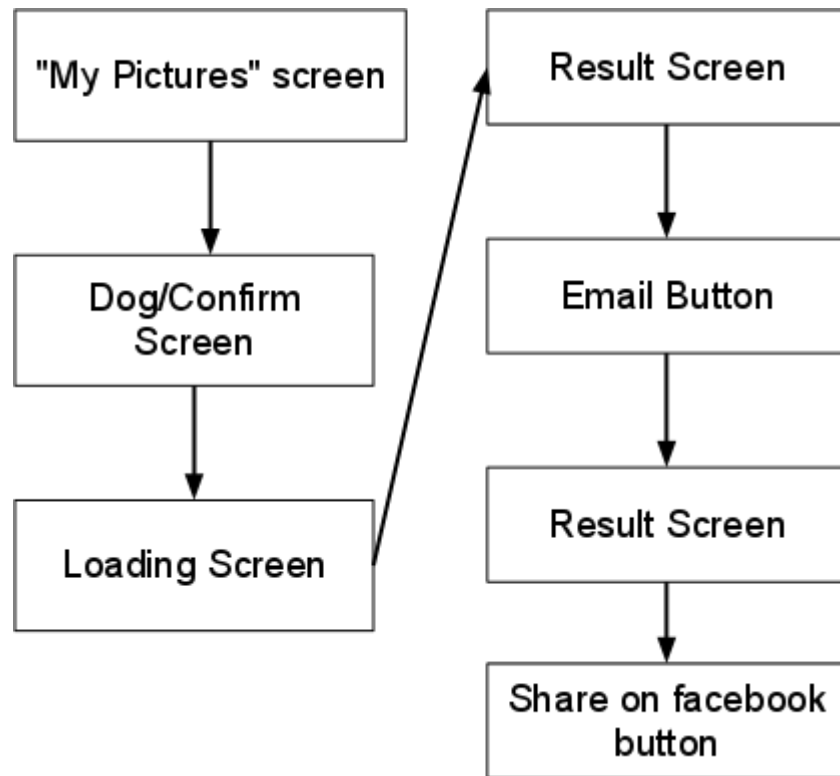 "My Pictures" screen
Dog/Confirm
Screen
Loading Screen
Result Screen
Email Button
Result Screen
Share on facebook
button